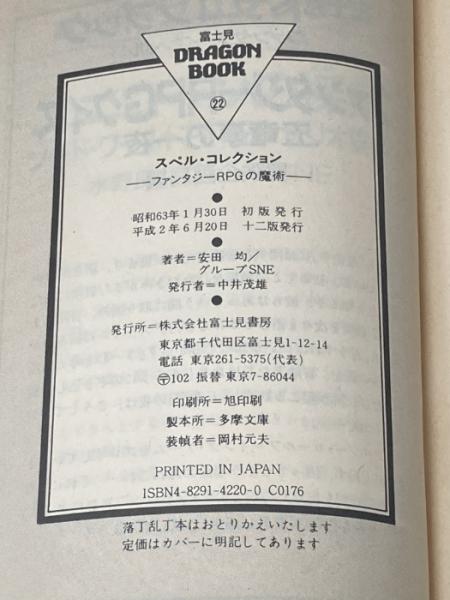 富士見
DRAGON
BOOK
㉒
スペル・コレクション
――ファンタジーRPGの魔術――
●
昭和63年1月30日 初版発行
平成2年6月20日 十二版発行
●
著者=安田 均/
グループSNE
発行者=中井茂雄
●
発行所=株式会社富士見書房
東京都千代田区富士見1-12-14
電話 東京261-5375(代表)
〶102 振替 東京7-86044
印刷所=旭印刷
製本所=多摩文庫
装幀者=岡村元夫
PRINTED IN JAPAN
ISBN4-8291-4220-0 C0176
落丁乱丁本はおとりかえいたします
定価はカバーに明記してあります